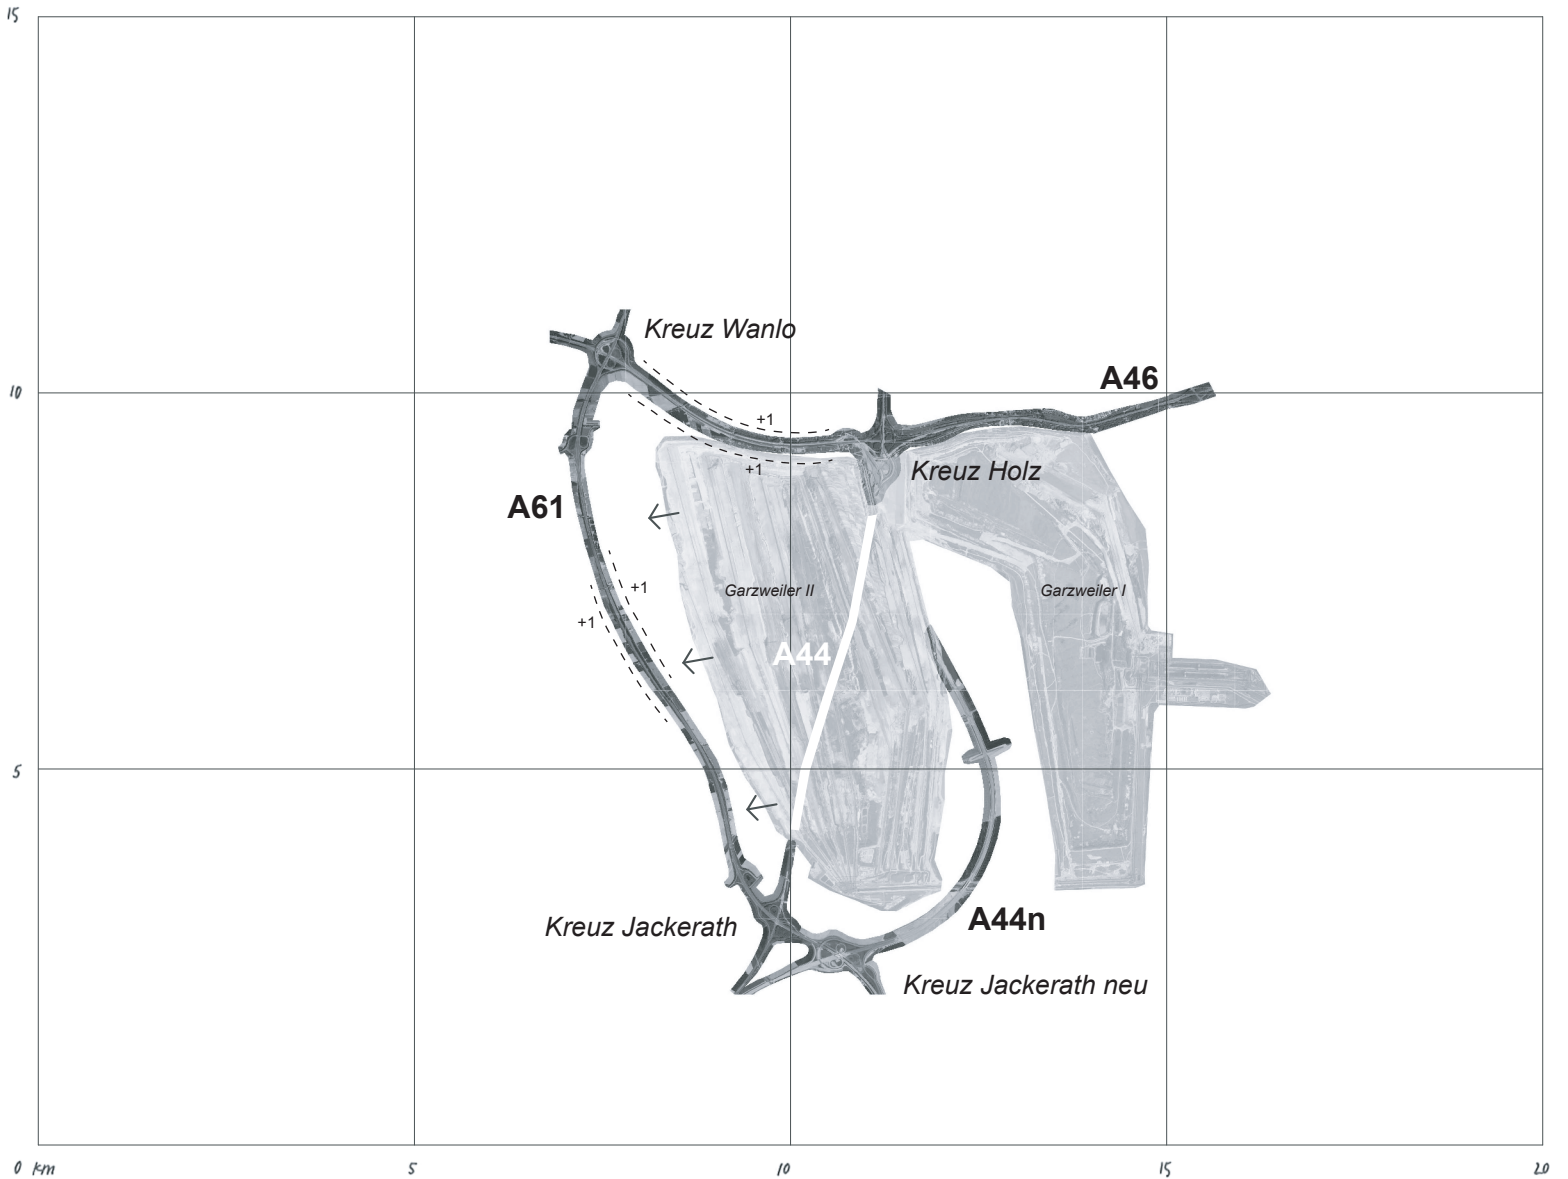 15
Kreuz Wanlo
A46
10
+1
+1
Kreuz Holz
A61
+1
Garzweiler II
Garzweiler I
+1
A44
5
A44n
Kreuz Jackerath
Kreuz Jackerath neu
0 km
5
10
15
20